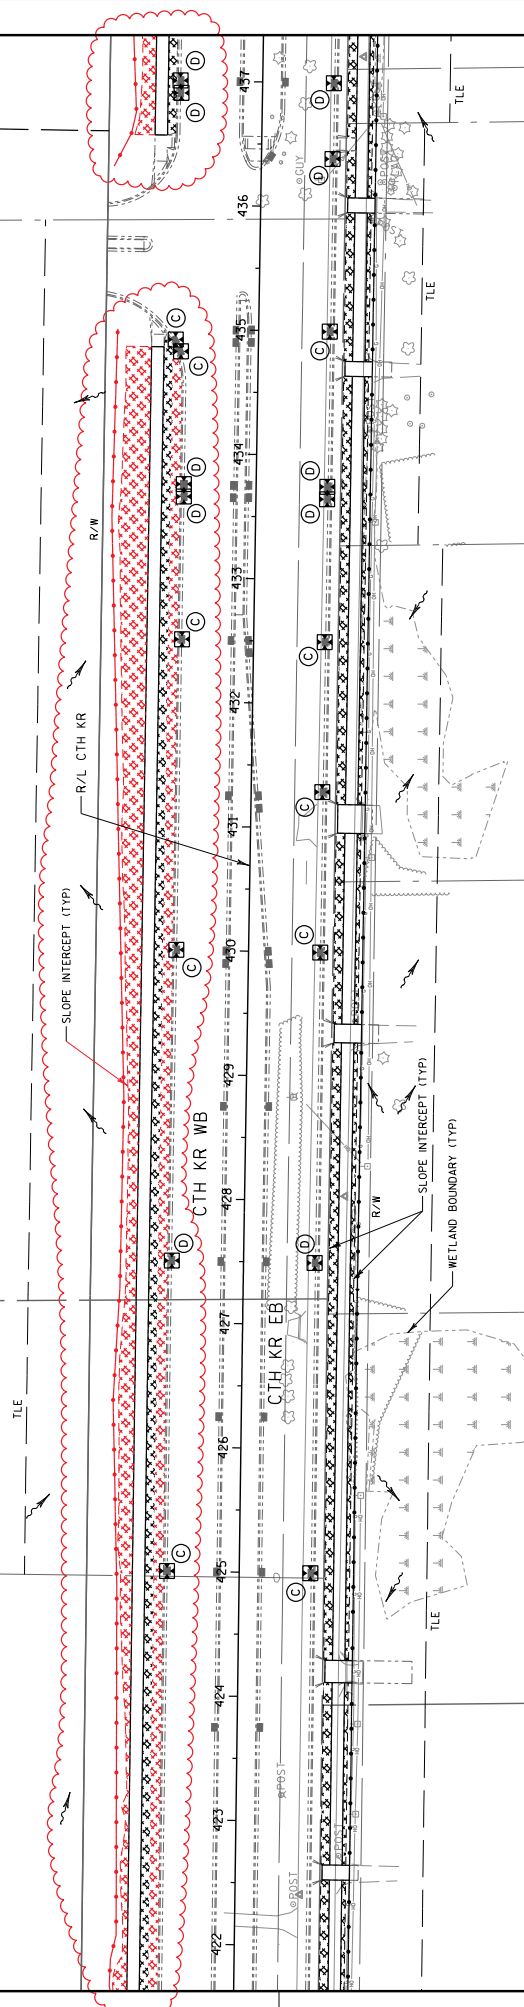 437
D
D
D
TLE
GUY
D
POST
436
TLE
C
C
435
C
434
D
D
D
D
R/W
433
C
C
432
R/L CTH KR
C
431
SLOPE INTERCEPT (TYP)
C
430
C
429
CTH KR WB
428
SLOPE INTERCEPT (TYP)
WETLAND BOUNDARY (TYP)
R/W
D
D
427
CTH KR EB
TLE
426
C
425
C
TLE
424
POST
423
POST
POST
422